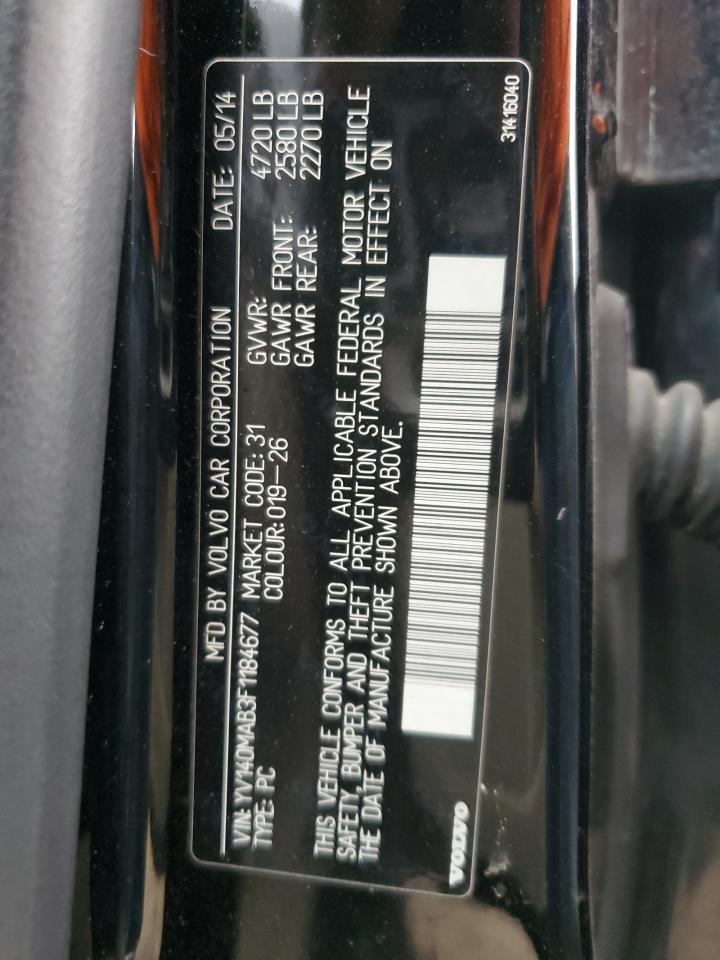 MFD BY VOLVO CAR CORPORATION DATE: 05/14
VIN: YV140MAB3F1184677 MARKET CODE: 31 GVWR: 4720 LB
TYPE: PC COLOUR: 019-26 GAWR FRONT: 2580 LB
GAWR REAR: 2270 LB
THIS VEHICLE CONFORMS TO ALL APPLICABLE FEDERAL MOTOR VEHICLE
SAFETY, BUMPER AND THEFT PREVENTION STANDARDS IN EFFECT ON
THE DATE OF MANUFACTURE SHOWN ABOVE.
VOLVO
31416040